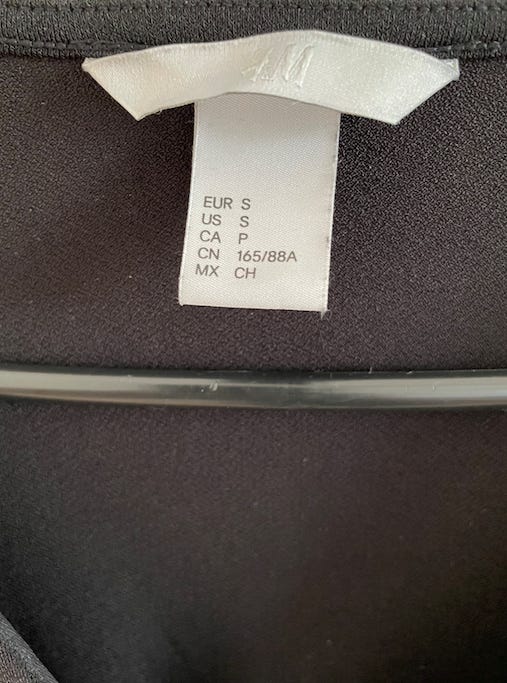 H&M
EUR S
US S
CA P
CN 165/88A
MX CH